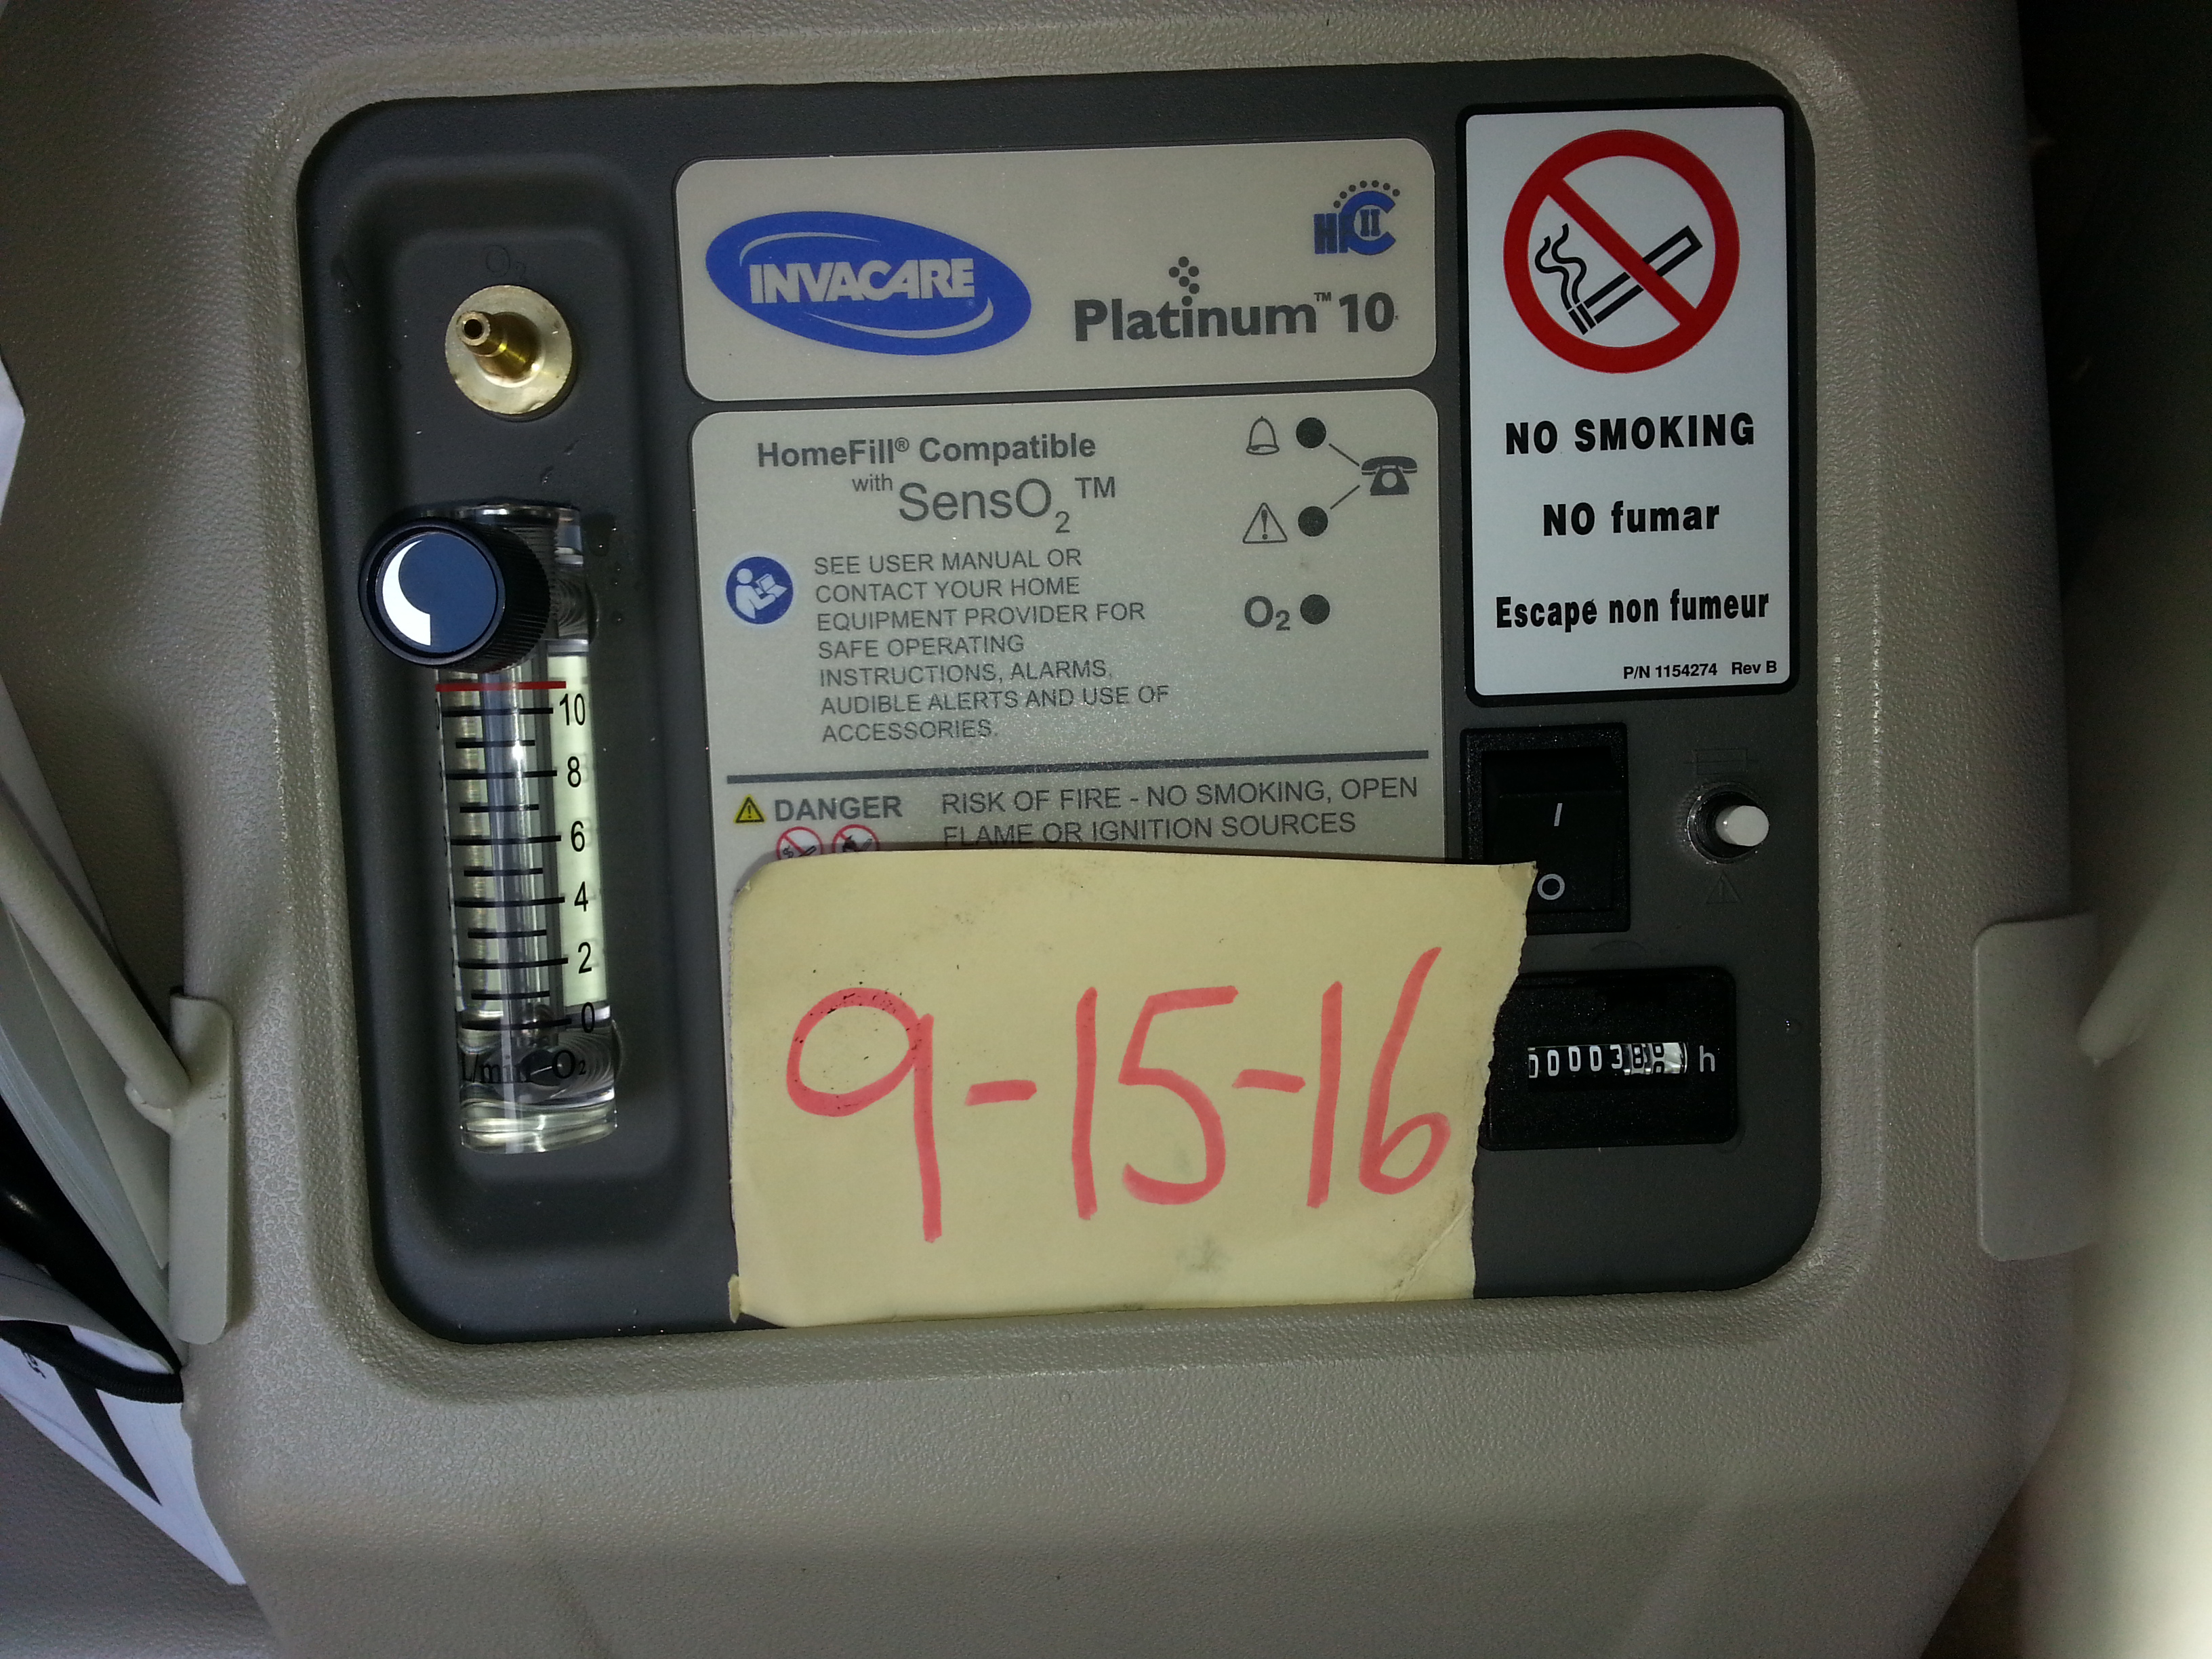 O2
INVACARE
HFC II
Platinum™ 10
HomeFill® Compatible
with SensO2™
SEE USER MANUAL OR
CONTACT YOUR HOME
EQUIPMENT PROVIDER FOR
SAFE OPERATING
INSTRUCTIONS, ALARMS,
AUDIBLE ALERTS AND USE OF
ACCESSORIES.
O2
DANGER
RISK OF FIRE - NO SMOKING, OPEN
FLAME OR IGNITION SOURCES
NO SMOKING
NO fumar
Escape non fumeur
P/N 1154274 Rev B
10
8
6
4
2
0
L/min O2
I
O
9-15-16
h